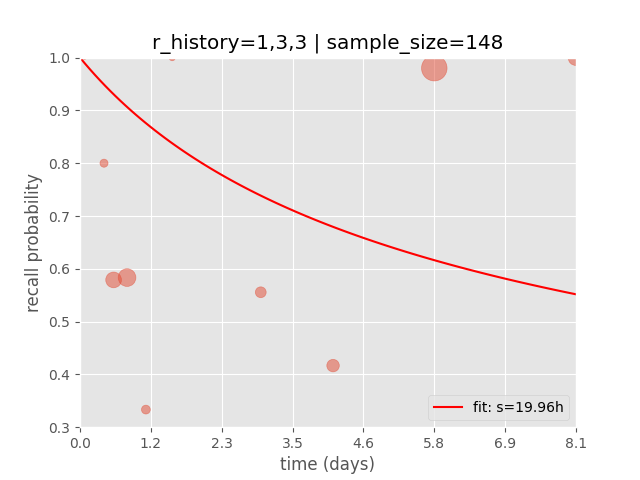 r_history=1,3,3 | sample_size=148
1.0
0.9
0.8
0.7
0.6
0.5
0.4
0.3
recall probability
0.0 1.2 2.3 3.5 4.6 5.8 6.9 8.1
time (days)
fit: s=19.96h